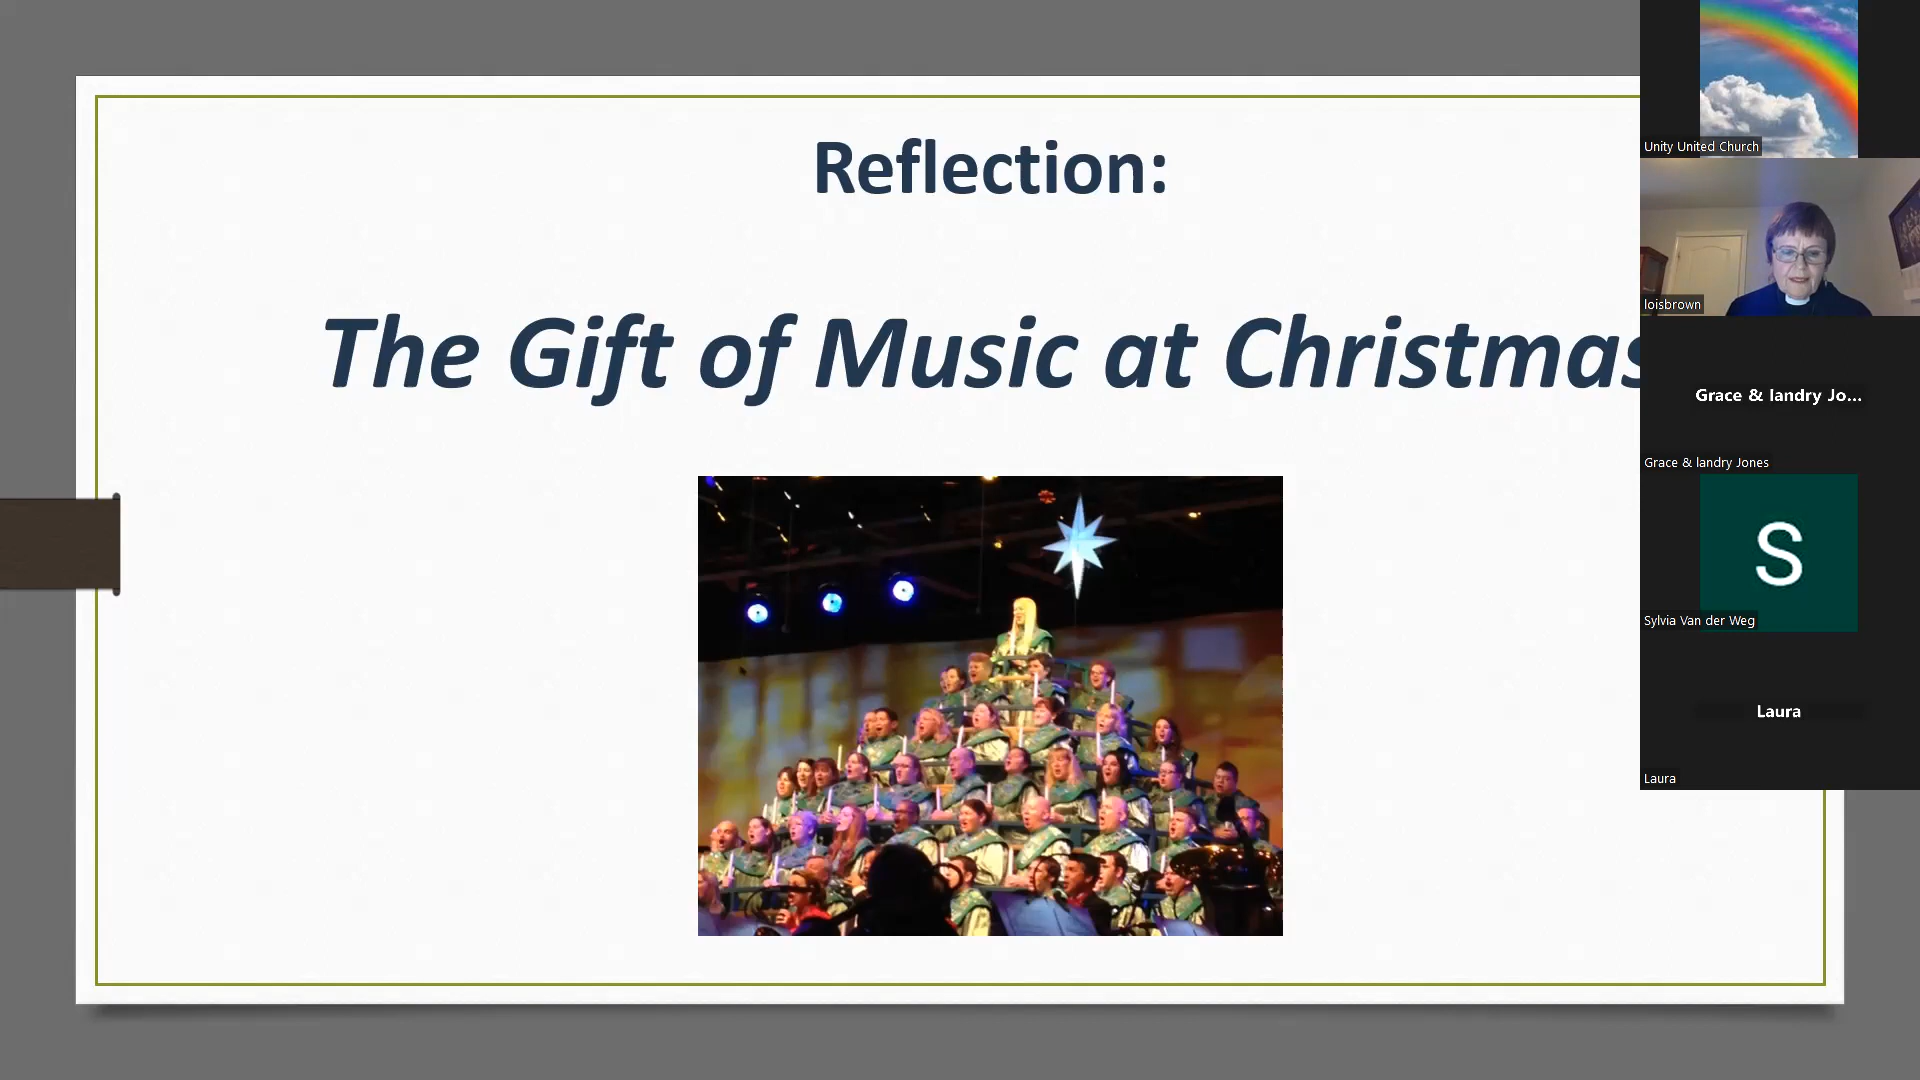 Reflection:
The Gift of Music at Christmas
Unity United Church
loisbrown
Grace & landry Jo...
Grace & landry Jones
S
Sylvia Van der Weg
Laura
Laura